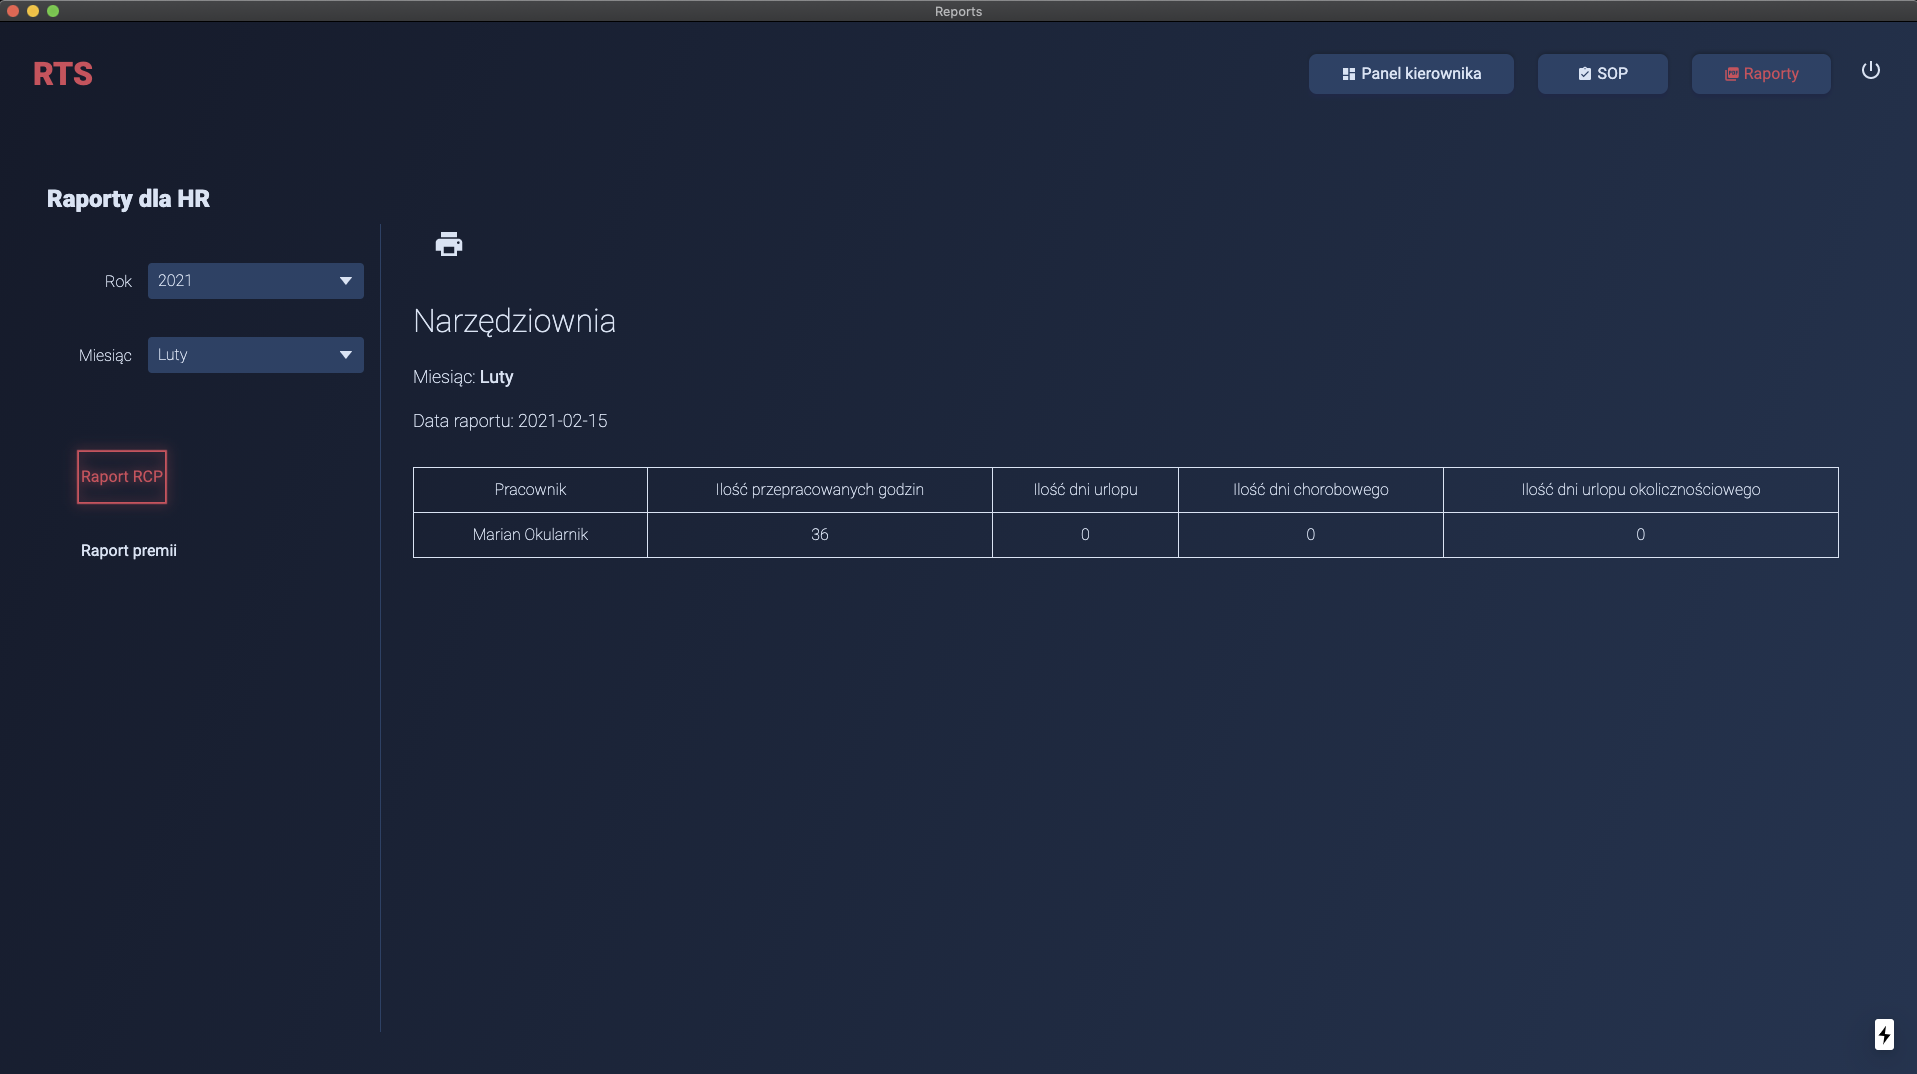 Reports
RTS
Panel kierownika
SOP
Raporty
Raporty dla HR
Rok
2021
Miesiąc
Luty
Raport RCP
Raport premii
Narzędziownia
Miesiąc: Luty
Data raportu: 2021-02-15
Pracownik Ilość przepracowanych godzin Ilość dni urlopu Ilość dni chorobowego Ilość dni urlopu okolicznościowego
Marian Okularnik 36 0 0 0